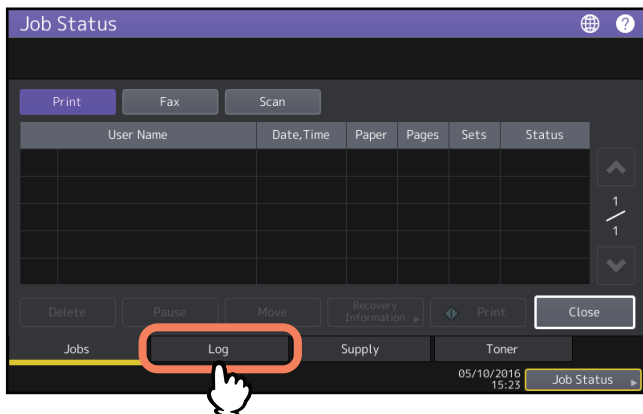 Job Status
?
Print Fax Scan
User Name Date,Time Paper Pages Sets Status
1
1
Delete Pause Move Recovery Information Print Close
Jobs Log Supply Toner
05/10/2016
15:23
Job Status